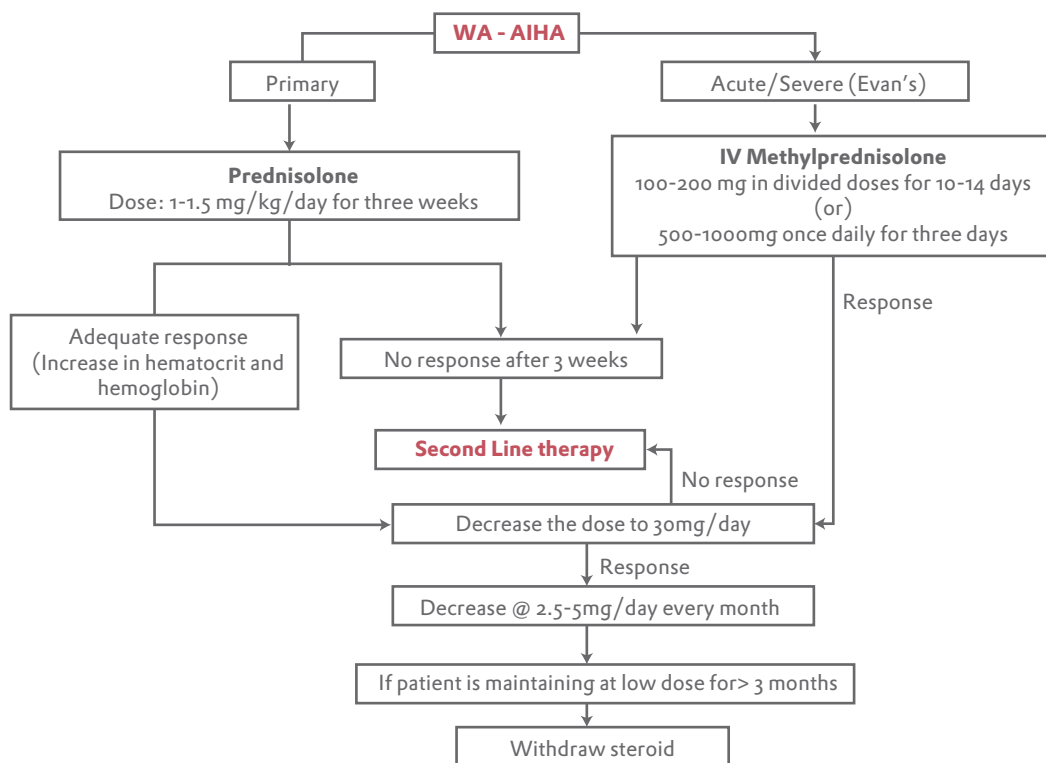 WA - AIHA
Primary
Acute/Severe (Evan's)
Prednisolone
Dose: 1-1.5 mg/kg/day for three weeks
IV Methylprednisolone
100-200 mg in divided doses for 10-14 days
(or)
500-1000mg once daily for three days
Response
Adequate response
(Increase in hematocrit and
hemoglobin)
No response after 3 weeks
Second Line therapy
No response
Decrease the dose to 30mg/day
Response
Decrease @ 2.5-5mg/day every month
If patient is maintaining at low dose for> 3 months
Withdraw steroid